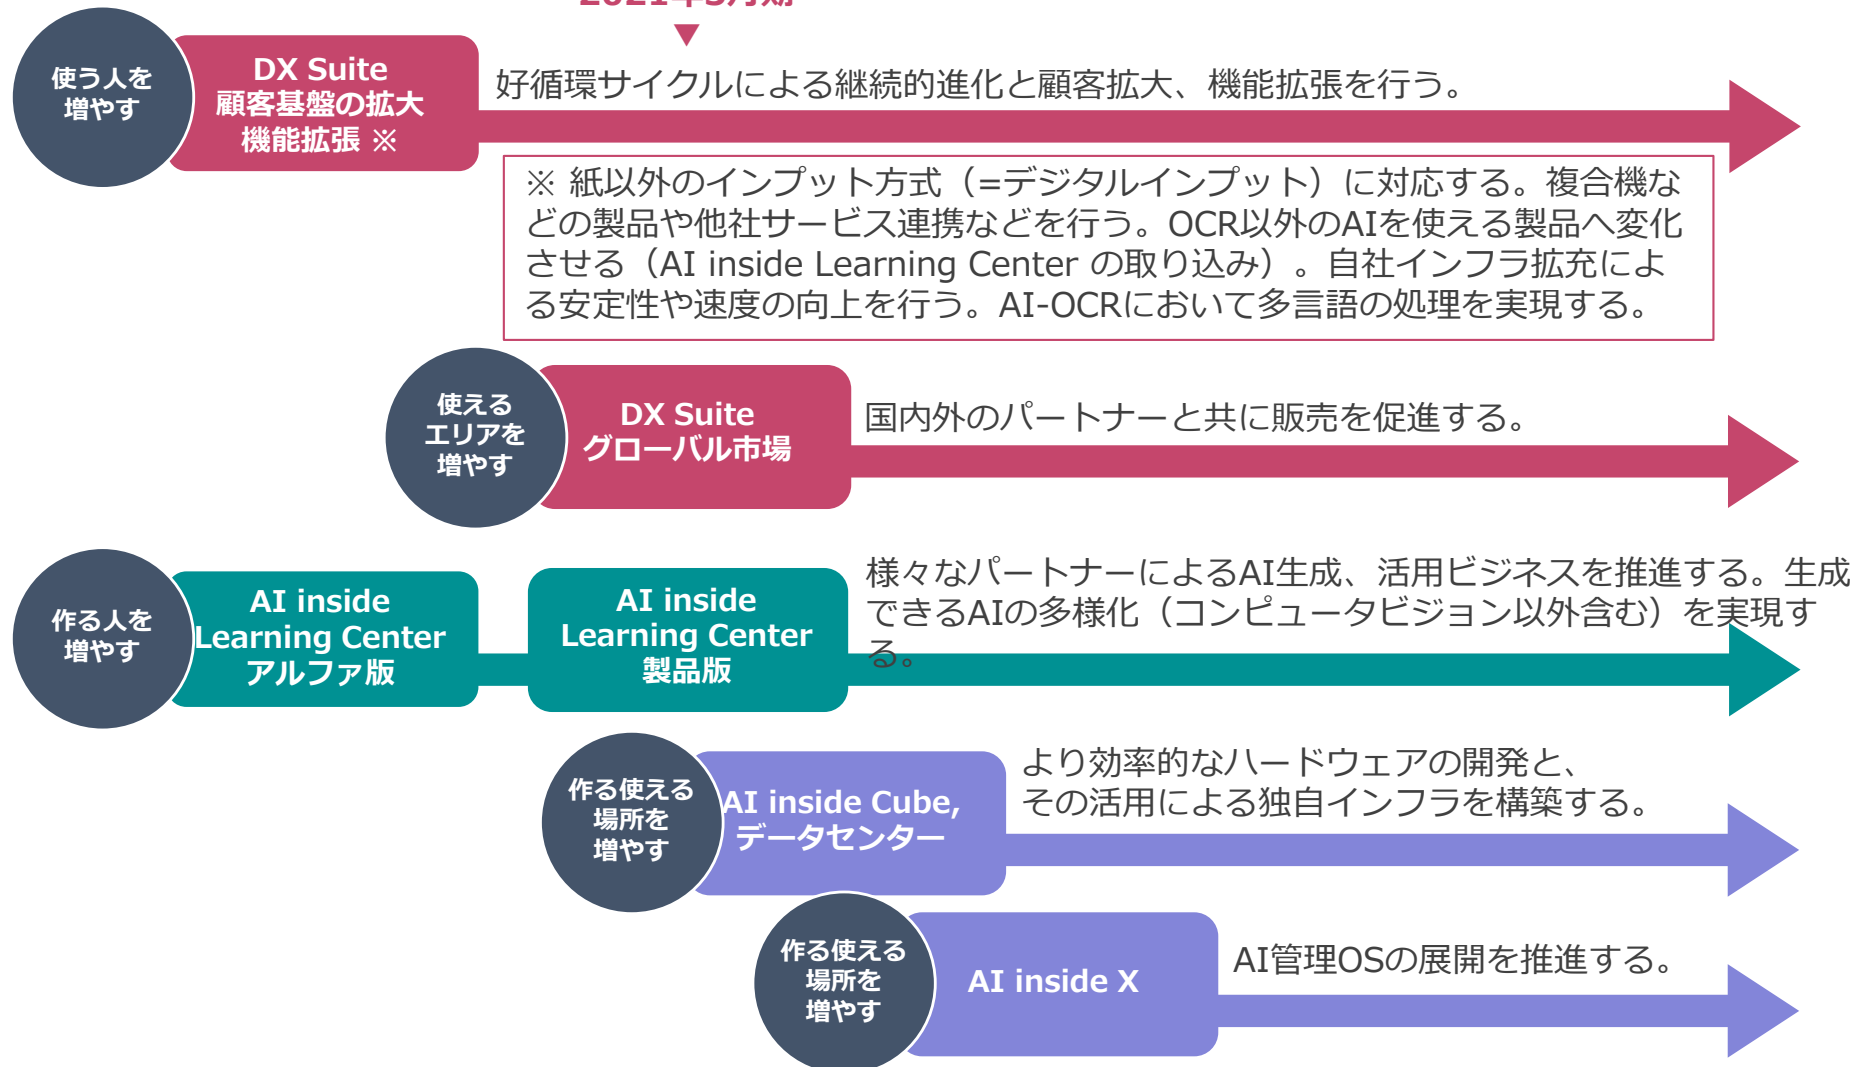 2021年3月期
使う人を
増やす
DX Suite
顧客基盤の拡大
機能拡張 ※
好循環サイクルによる継続的進化と顧客拡大、機能拡張を行う。
※ 紙以外のインプット方式（=デジタルインプット）に対応する。複合機な
どの製品や他社サービス連携などを行う。OCR以外のAIを使える製品へ変化
させる（AI inside Learning Center の取り込み）。自社インフラ拡充によ
る安定性や速度の向上を行う。AI-OCRにおいて多言語の処理を実現する。
使える
エリアを
増やす
DX Suite
グローバル市場
国内外のパートナーと共に販売を促進する。
作る人を
増やす
AI inside
Learning Center
アルファ版
AI inside
Learning Center
製品版
様々なパートナーによるAI生成、活用ビジネスを推進する。生成
できるAIの多様化（コンピュータビジョン以外含む）を実現す
る。
作る使える
場所を
増やす
AI inside Cube,
データセンター
より効率的なハードウェアの開発と、
その活用による独自インフラを構築する。
作る使える
場所を
増やす
AI inside X
AI管理OSの展開を推進する。